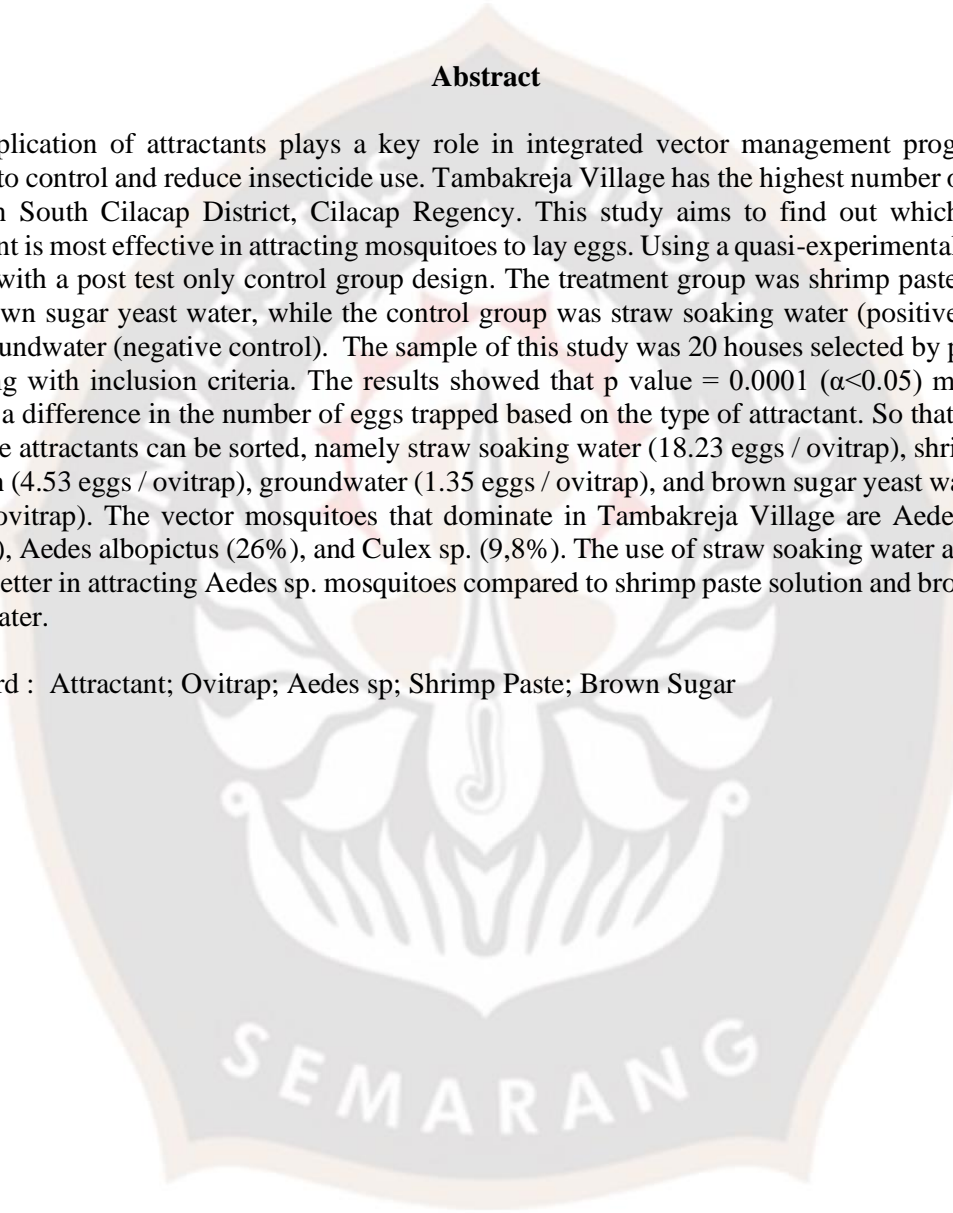 Abstract
plication of attractants plays a key role in integrated vector management prog
to control and reduce insecticide use. Tambakreja Village has the highest number o
n South Cilacap District, Cilacap Regency. This study aims to find out which
nt is most effective in attracting mosquitoes to lay eggs. Using a quasi-experimental
with a post test only control group design. The treatment group was shrimp paste
wn sugar yeast water, while the control group was straw soaking water (positive
undwater (negative control). The sample of this study was 20 houses selected by p
ng with inclusion criteria. The results showed that p value = 0.0001 (α<0.05) m
a difference in the number of eggs trapped based on the type of attractant. So that
e attractants can be sorted, namely straw soaking water (18.23 eggs / ovitrap), shri
n (4.53 eggs / ovitrap), groundwater (1.35 eggs / ovitrap), and brown sugar yeast wa
ovitrap). The vector mosquitoes that dominate in Tambakreja Village are Aede
), Aedes albopictus (26%), and Culex sp. (9,8%). The use of straw soaking water a
etter in attracting Aedes sp. mosquitoes compared to shrimp paste solution and bro
ater.
rd : Attractant; Ovitrap; Aedes sp; Shrimp Paste; Brown Sugar
SEMARANG